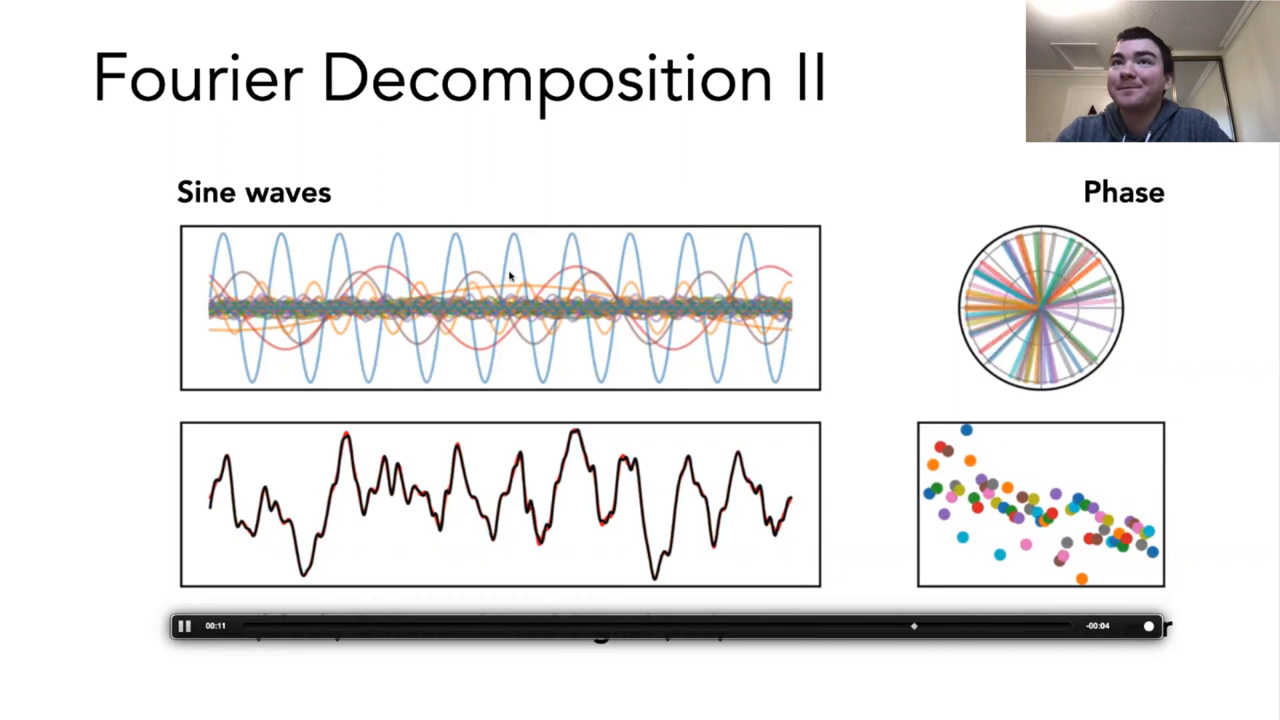 Fourier Decomposition II
Sine waves
Phase
00:11
-00:04